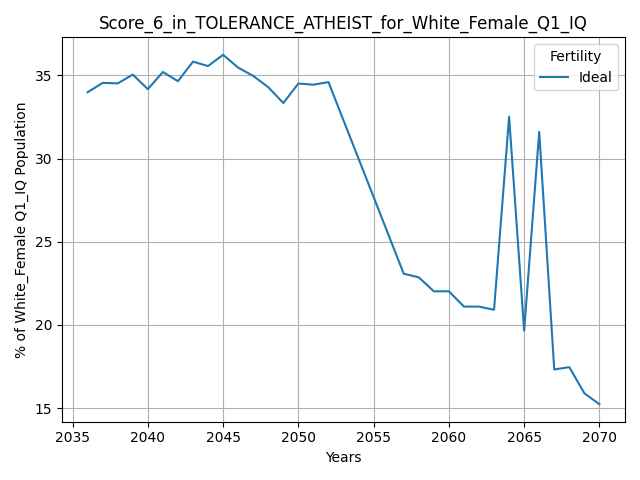 Score_6_in_TOLERANCE_ATHEIST_for_White_Female_Q1_IQ
Fertility
Ideal
% of White_Female Q1_IQ Population
35
30
25
20
15
2035 2040 2045 2050 2055 2060 2065 2070
Years